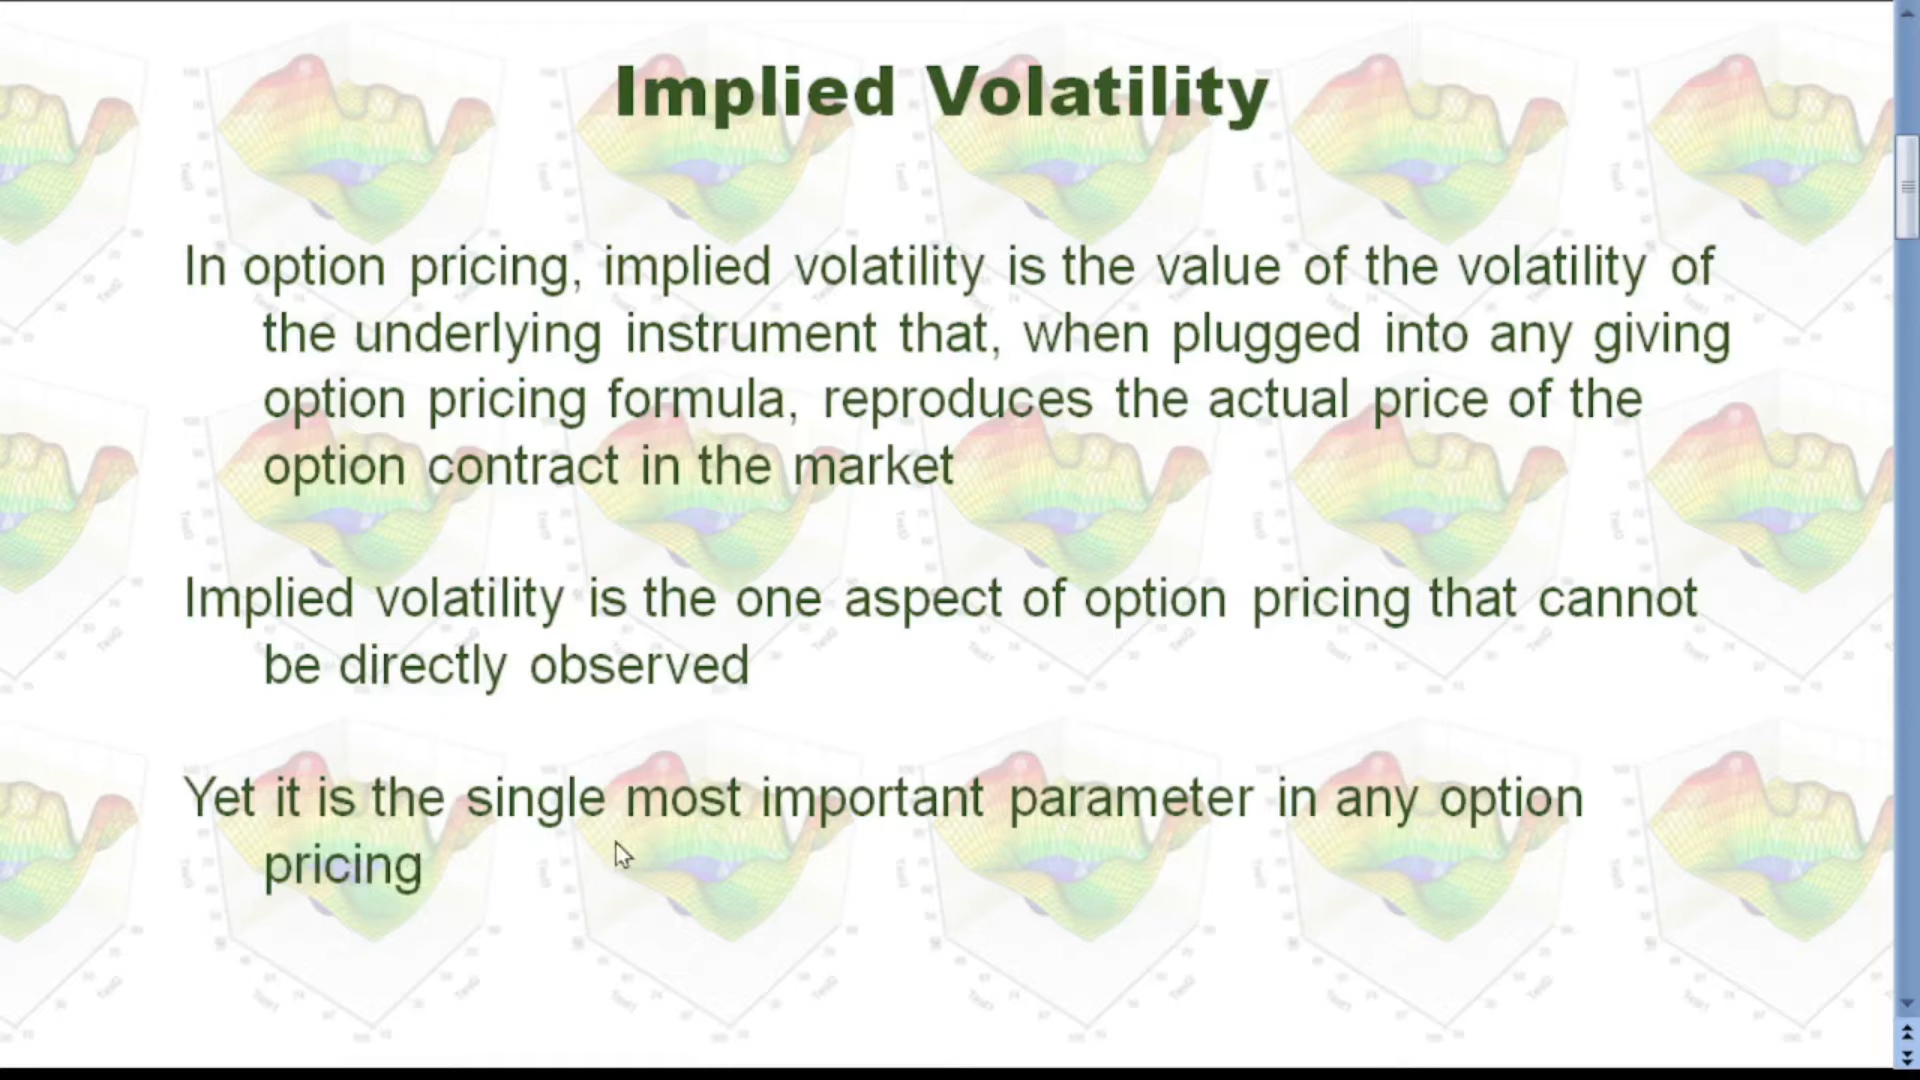 Implied Volatility
In option pricing, implied volatility is the value of the volatility of
the underlying instrument that, when plugged into any giving
option pricing formula, reproduces the actual price of the
option contract in the market
Implied volatility is the one aspect of option pricing that cannot
be directly observed
Yet it is the single most important parameter in any option
pricing